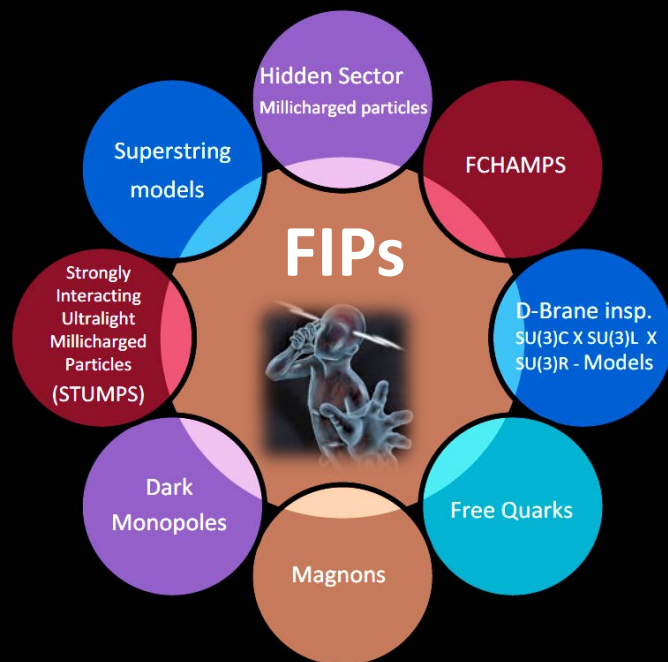 Hidden Sector
Millicharged particles
Superstring
models
FCHAMPS
FIPs
Strongly
Interacting
Ultralight
Millicharged
Particles
(STUMPS)
D-Brane insp.
SU(3)C X SU(3)L X
SU(3)R - Models
Dark
Monopoles
Free Quarks
Magnons